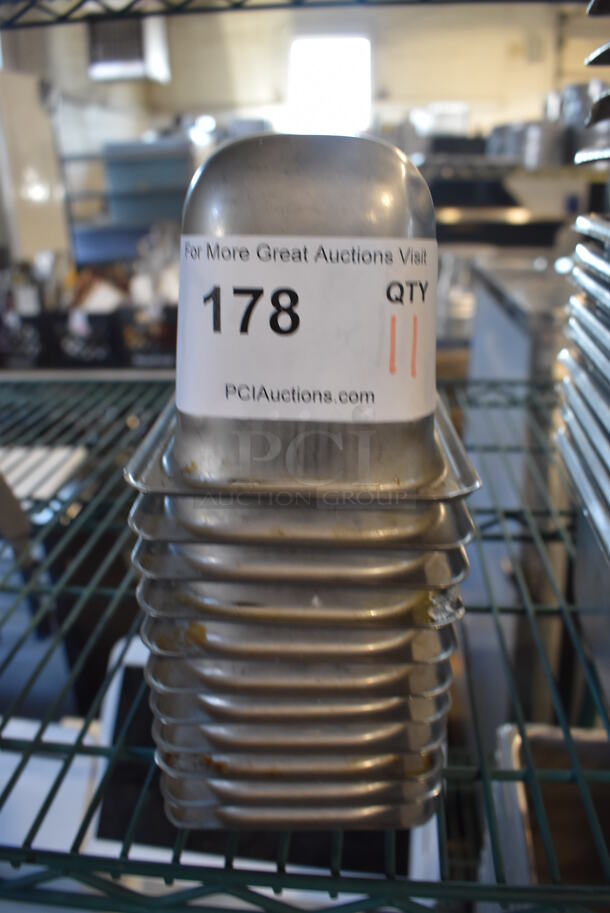 For More Great Auctions Visit
178
QTY
11
PCIAuctions.com
PCI
AUCTION GROUP